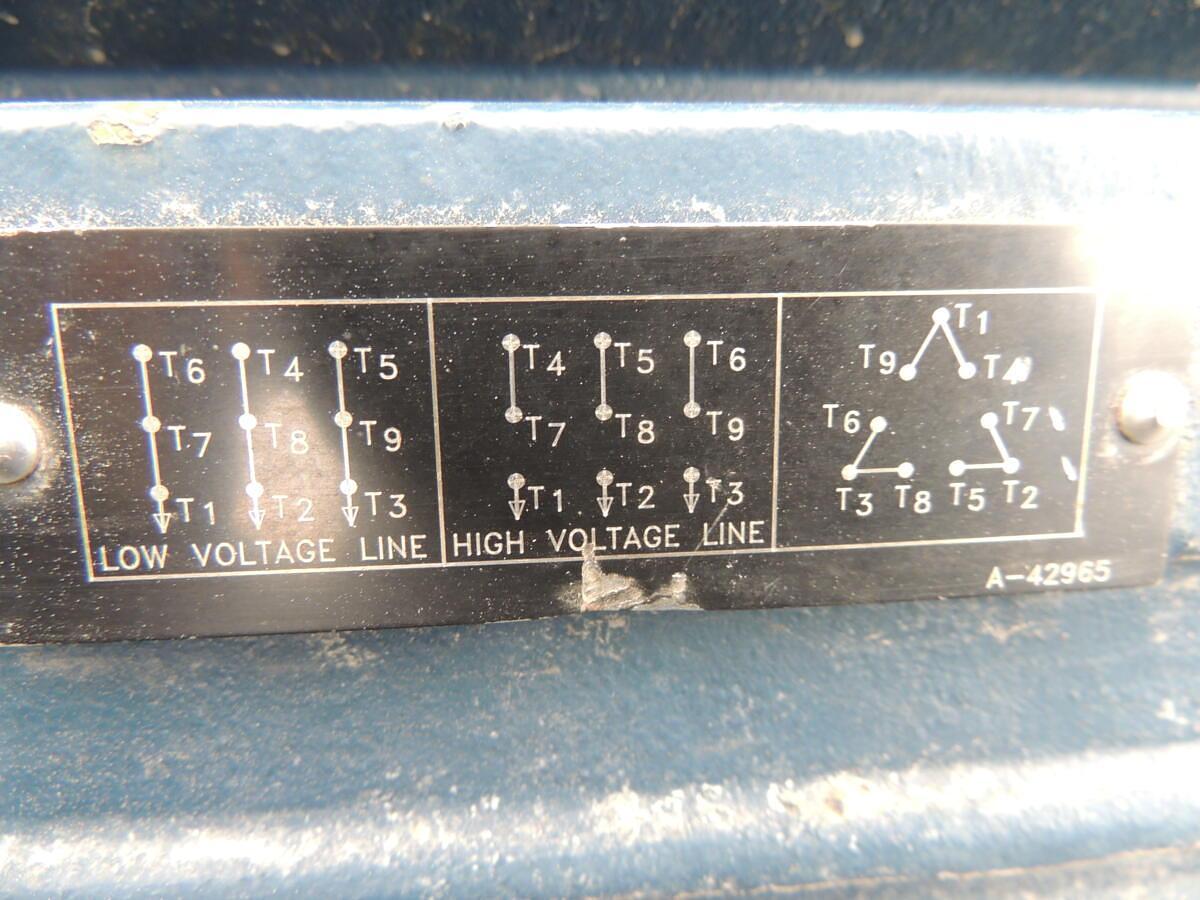 T6 T4 T5
T7 T8 T9
T1 T2 T3
LOW VOLTAGE LINE
T4 T5 T6
T7 T8 T9
T1 T2 T3
HIGH VOLTAGE LINE
T1
T9 T4
T6 T7
T3 T8 T5 T2
A-42965